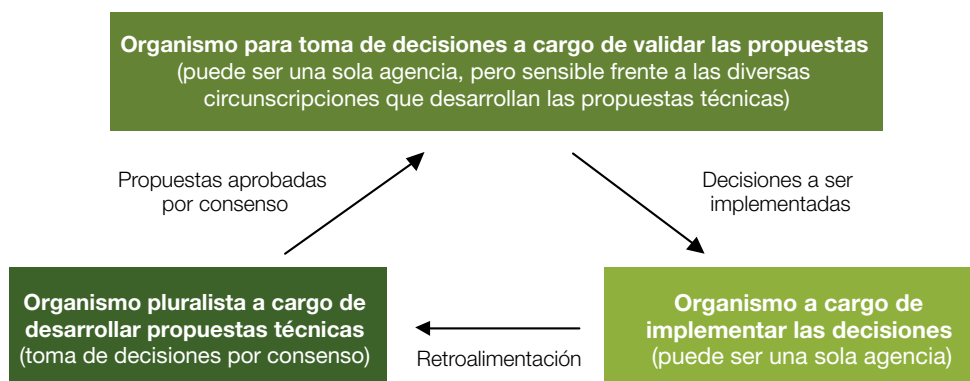 Organismo para toma de decisiones a cargo de validar las propuestas
(puede ser una sola agencia, pero sensible frente a las diversas
circunscripciones que desarrollan las propuestas técnicas)
Propuestas aprobadas
por consenso
Decisiones a ser
implementadas
Organismo pluralista a cargo de
desarrollar propuestas técnicas
(toma de decisiones por consenso)
Retroalimentación
Organismo a cargo de
implementar las decisiones
(puede ser una sola agencia)